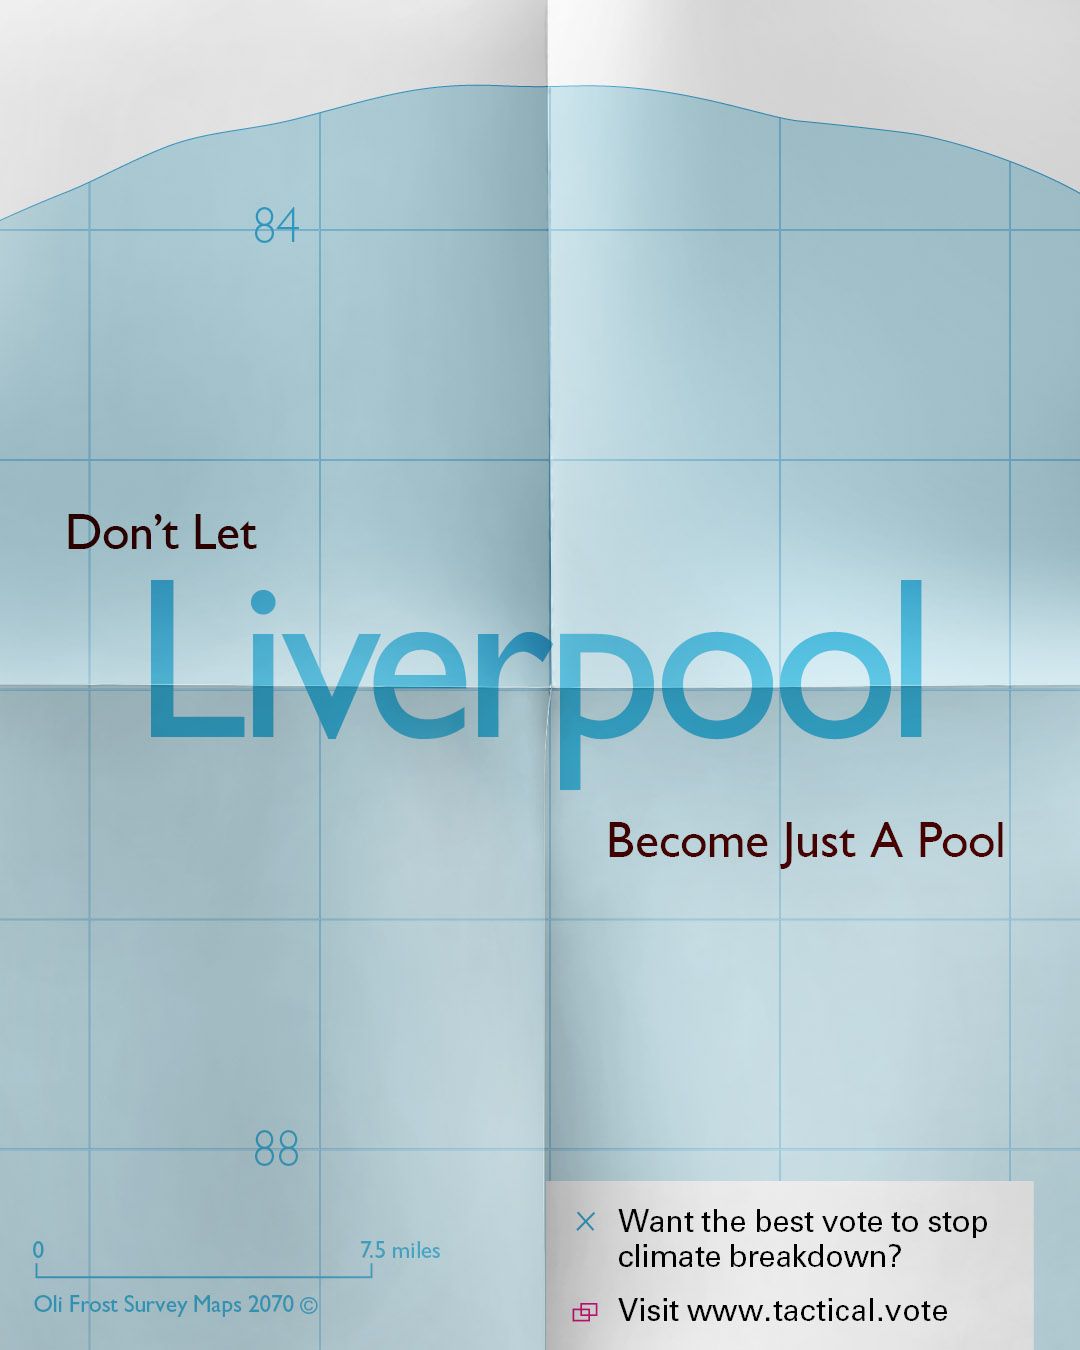 84
Don't Let
Liverpool
Become Just A Pool
88
0 7.5 miles
Oli Frost Survey Maps 2070 ©
Want the best vote to stop
climate breakdown?
Visit www.tactical.vote